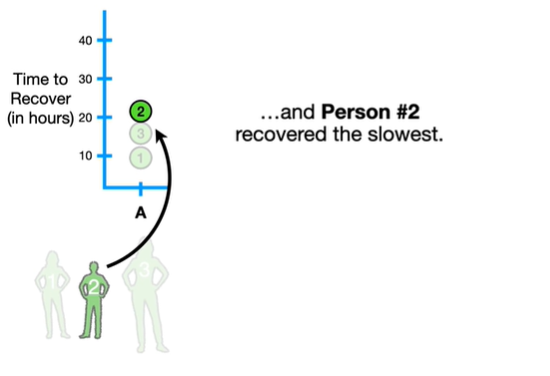 40
Time to
Recover
(in hours)
30
20
10
2
3
1
A
...and Person #2
recovered the slowest.
1
2
3